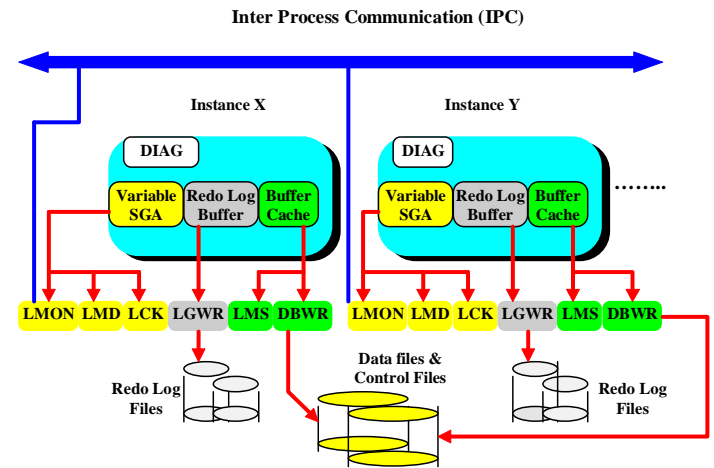 Inter Process Communication (IPC)
Instance X
Instance Y
DIAG
DIAG
Variable
SGA
Redo Log
Buffer
Buffer
Cache
Variable
SGA
Redo Log
Buffer
Buffer
Cache
........
LMON
LMD
LCK
LGWR
LMS
DBWR
LMON
LMD
LCK
LGWR
LMS
DBWR
Redo Log
Files
Data files &
Control Files
Redo Log
Files